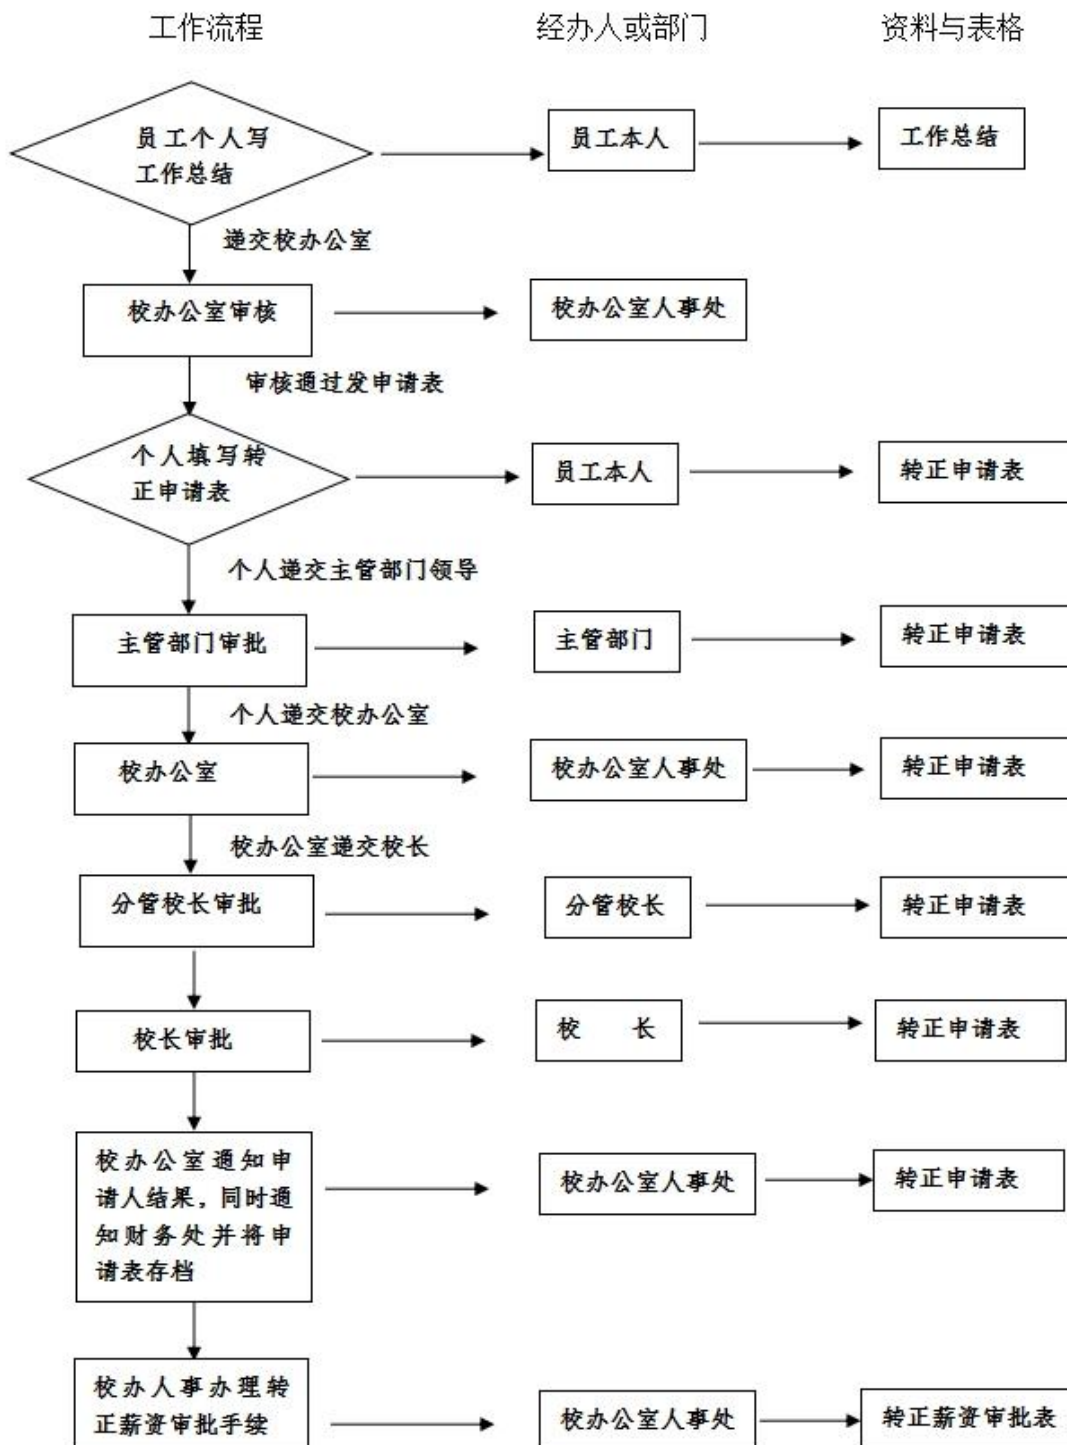 工作流程 经办人或部门 资料与表格
员工个人写
工作总结
员工本人
工作总结
递交校办公室
校办公室审核
校办公室人事处
审核通过发申请表
个人填写转
正申请表
员工本人
转正申请表
个人递交主管部门领导
主管部门审批
主管部门
转正申请表
个人递交校办公室
校办公室
校办公室人事处
转正申请表
校办公室递交校长
分管校长审批
分管校长
转正申请表
校长审批
校 长
转正申请表
校办公室通知申
请人结果，同时通
知财务处并将申
请表存档
校办公室人事处
转正申请表
校办人事办理转
正薪资审批手续
校办公室人事处
转正薪资审批表